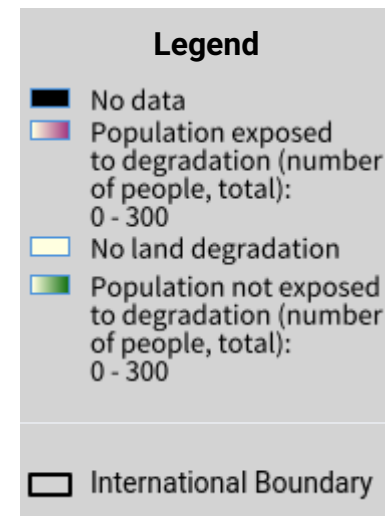 Legend
No data
Population exposed
to degradation (number
of people, total):
0 - 300
No land degradation
Population not exposed
to degradation (number
of people, total):
0 - 300
International Boundary